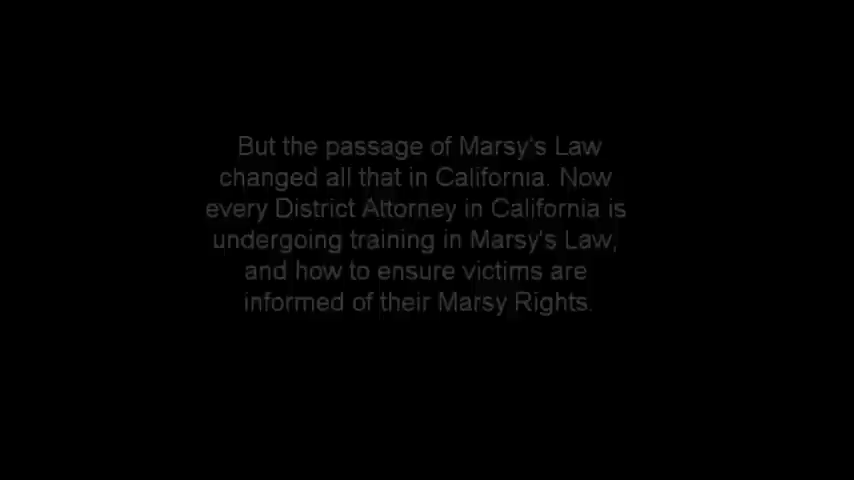 But the passage of Marsy's Law
changed all that in California. Now
every District Attorney in California is
undergoing training in Marsy's Law,
and how to ensure victims are
informed of their Marsy Rights.